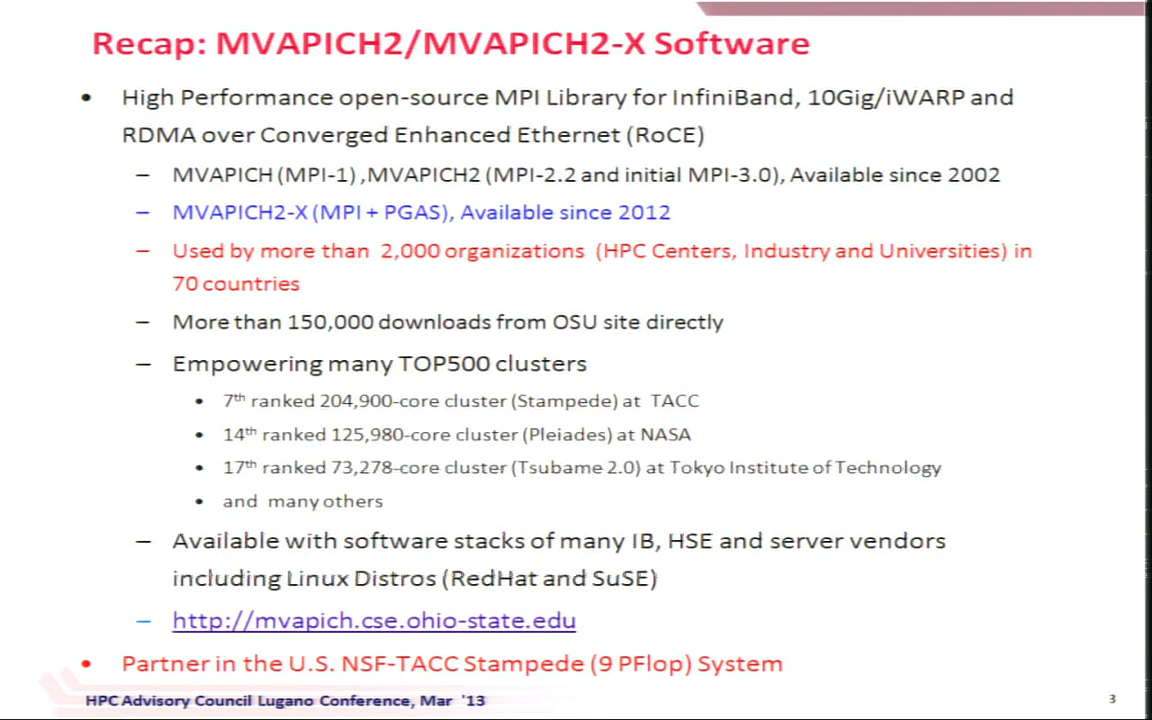 Recap: MVAPICH2/MVAPICH2-X Software
• High Performance open-source MPI Library for InfiniBand, 10Gig/iWARP and
RDMA over Converged Enhanced Ethernet (RoCE)
– MVAPICH (MPI-1) ,MVAPICH2 (MPI-2.2 and initial MPI-3.0), Available since 2002
– MVAPICH2-X (MPI + PGAS), Available since 2012
– Used by more than 2,000 organizations (HPC Centers, Industry and Universities) in
70 countries
– More than 150,000 downloads from OSU site directly
– Empowering many TOP500 clusters
• 7th ranked 204,900-core cluster (Stampede) at TACC
• 14th ranked 125,980-core cluster (Pleiades) at NASA
• 17th ranked 73,278-core cluster (Tsubame 2.0) at Tokyo Institute of Technology
• and many others
– Available with software stacks of many IB, HSE and server vendors
including Linux Distros (RedHat and SuSE)
– http://mvapich.cse.ohio-state.edu
• Partner in the U.S. NSF-TACC Stampede (9 PFlop) System
HPC Advisory Council Lugano Conference, Mar '13
3